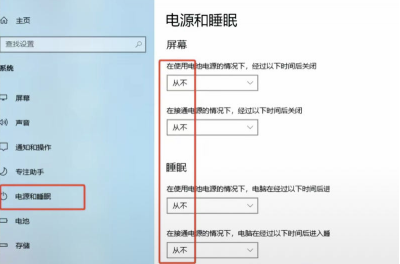 主页
查找设置
系统
屏幕
声音
通知和操作
专注助手
电源和睡眠
电池
存储
电源和睡眠
屏幕
在使用电池电源的情况下，经过以下时间后关闭
从不
在接通电源的情况下，经过以下时间后关闭
从不
睡眠
在使用电池电源的情况下，电脑在经过以下时间后进
从不
在接通电源的情况下，电脑在经过以下时间后进入睡
从不